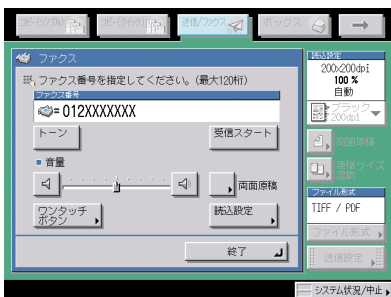 コピー(シンプル)
コピー(クイック)
送信/ファクス
ボックス
ファクス
ファクス番号を指定してください。(最大120桁)
ファクス番号
=012XXXXXXX
トーン
受信スタート
音量
両面原稿
ワンタッチ
ボタン
読込設定
終了
読込設定
200x200dpi
100 %
自動
ブラック
200dpi
両面原稿
原稿サイズ
混載
ファイル形式
TIFF / PDF
ファイル形式
送信設定
システム状況/中止